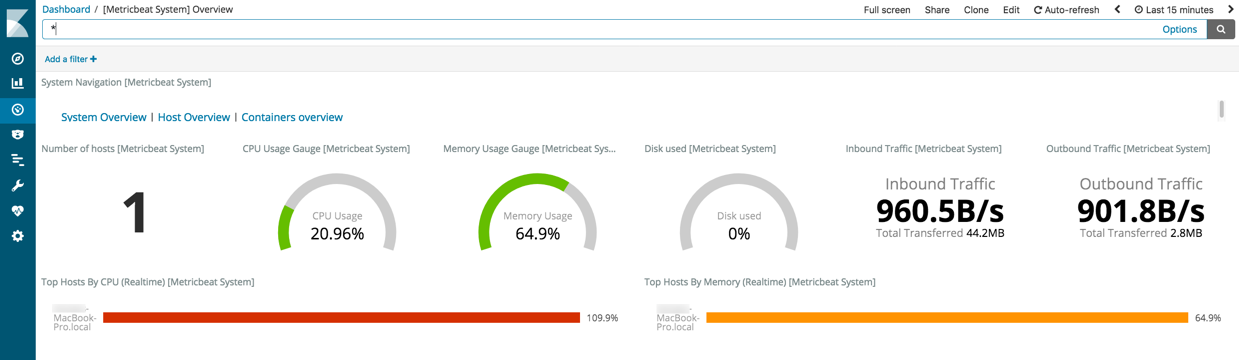 Dashboard / [Metricbeat System] Overview
Full screen Share Clone Edit Auto-refresh Last 15 minutes
*
Options
Add a filter +
System Navigation [Metricbeat System]
System Overview | Host Overview | Containers overview
Number of hosts [Metricbeat System]
1
CPU Usage Gauge [Metricbeat System]
CPU Usage
20.96%
Memory Usage Gauge [Metricbeat Sys...
Memory Usage
64.9%
Disk used [Metricbeat System]
Disk used
0%
Inbound Traffic [Metricbeat System]
Inbound Traffic
960.5B/s
Total Transferred 44.2MB
Outbound Traffic [Metricbeat System]
Outbound Traffic
901.8B/s
Total Transferred 2.8MB
Top Hosts By CPU (Realtime) [Metricbeat System]
-
MacBook-
Pro.local
109.9%
Top Hosts By Memory (Realtime) [Metricbeat System]
-
MacBook-
Pro.local
64.9%